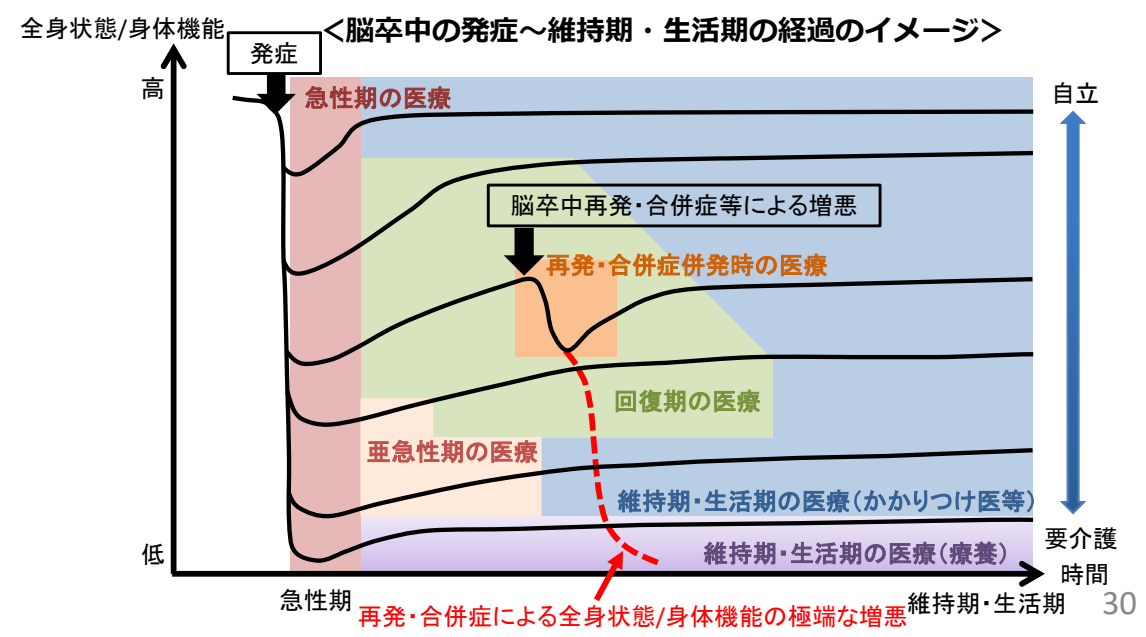 ＜脳卒中の発症～維持期・生活期の経過のイメージ＞
全身状態/身体機能
発症
高
急性期の医療
自立
脳卒中再発・合併症等による増悪
再発・合併症併発時の医療
回復期の医療
亜急性期の医療
維持期・生活期の医療（かかりつけ医等）
維持期・生活期の医療（療養）
低
要介護
時間
急性期
維持期・生活期
再発・合併症による全身状態/身体機能の極端な増悪
30